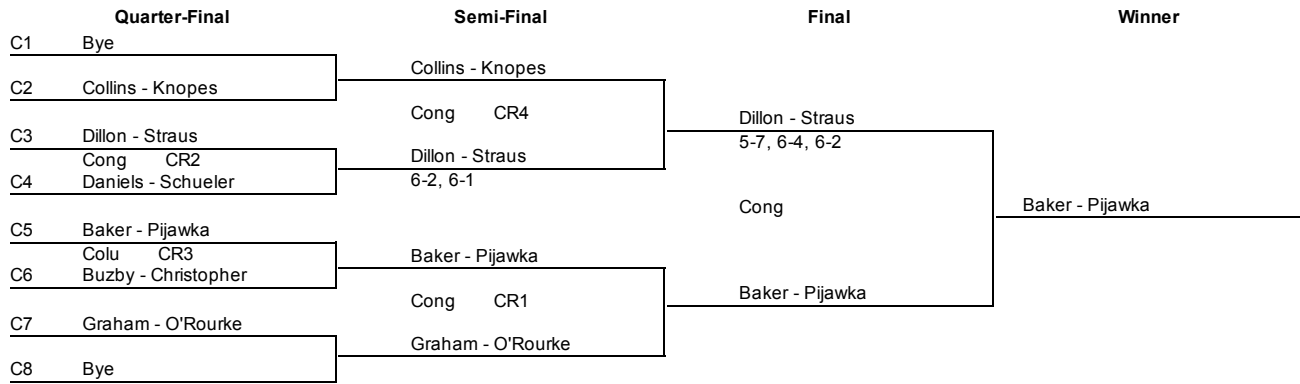 Quarter-Final Semi-Final Final Winner
C1 Bye
Collins - Knopes
C2 Collins - Knopes
Cong CR4
Dillon - Straus
C3 Dillon - Straus
5-7, 6-4, 6-2
Cong CR2
Dillon - Straus
C4 Daniels - Schueler
6-2, 6-1
Cong
Baker - Pijawka
C5 Baker - Pijawka
Colu CR3
Baker - Pijawka
C6 Buzby - Christopher
Cong CR1
Baker - Pijawka
C7 Graham - O'Rourke
Graham - O'Rourke
C8 Bye